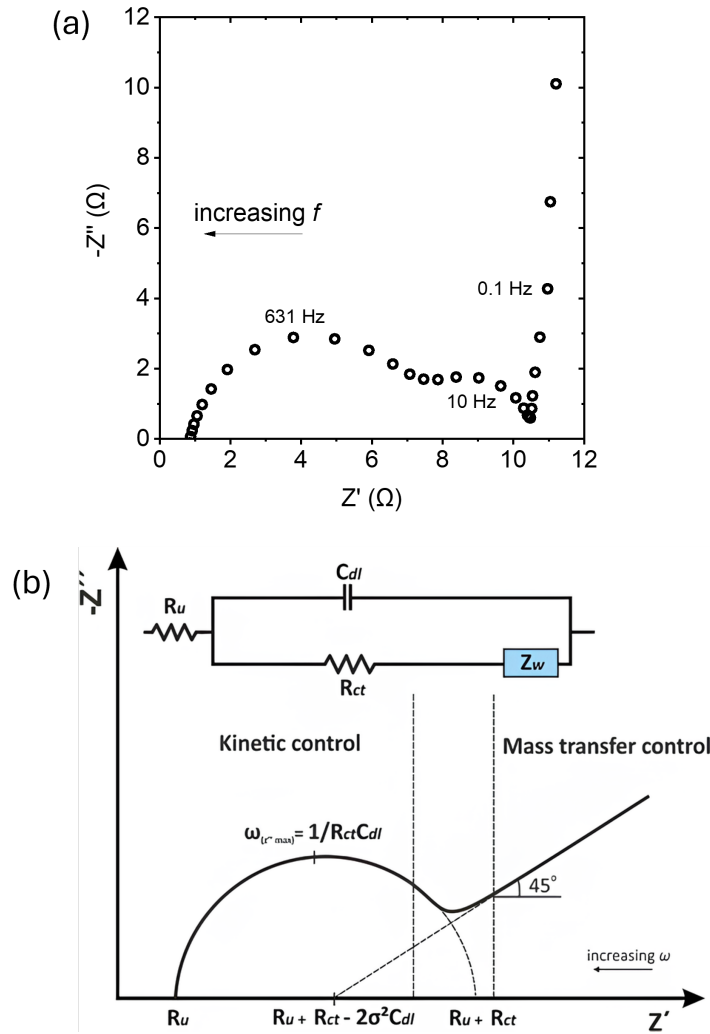 (a)
12
10
8
6
4
2
0
-Z'' (Ω)
increasing f
631 Hz
0.1 Hz
10 Hz
0 2 4 6 8 10 12
Z' (Ω)
(b)
-Z''
Cdl
Ru
Rct
Zw
Kinetic control
Mass transfer control
= 1/RctCdl
45°
increasing ω
Ru
Ru + Rct - 2σ²Cdl
Ru + Rct
Z′